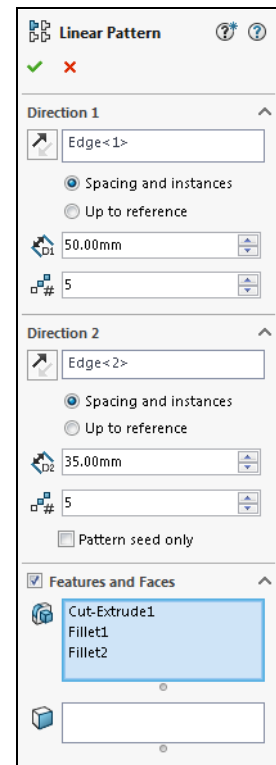 Linear Pattern
Direction 1
Edge<1>
Spacing and instances
Up to reference
D1 50.00mm
# 5
Direction 2
Edge<2>
Spacing and instances
Up to reference
D2 35.00mm
# 5
Pattern seed only
Features and Faces
Cut-Extrude1
Fillet1
Fillet2